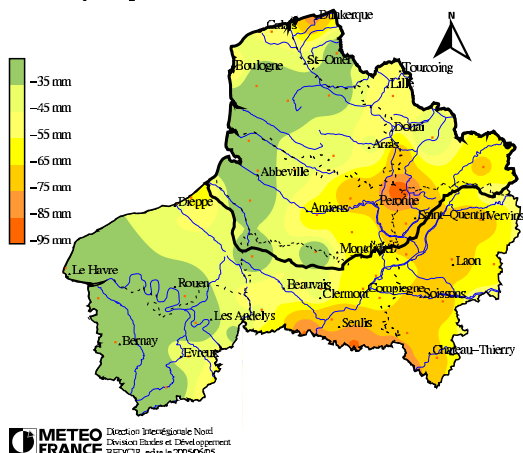 N
Dunkerque
Calais
St-Omer
Tourcoing
Boulogne
Lille
Douai
Arras
Abbeville
Dieppe
Amiens
Peronne
Saint-Quentin
Vervins
Montdidier
Laon
Le Havre
Rouen
Beauvais
Compiegne
Clermont
Soissons
Les Andelys
Senlis
Bernay
Evreux
Chateau-Thierry
-35 mm
-45 mm
-55 mm
-65 mm
-75 mm
-85 mm
-95 mm
METEO
FRANCE
Direction Interrégionale Nord
Division Etudes et Développement